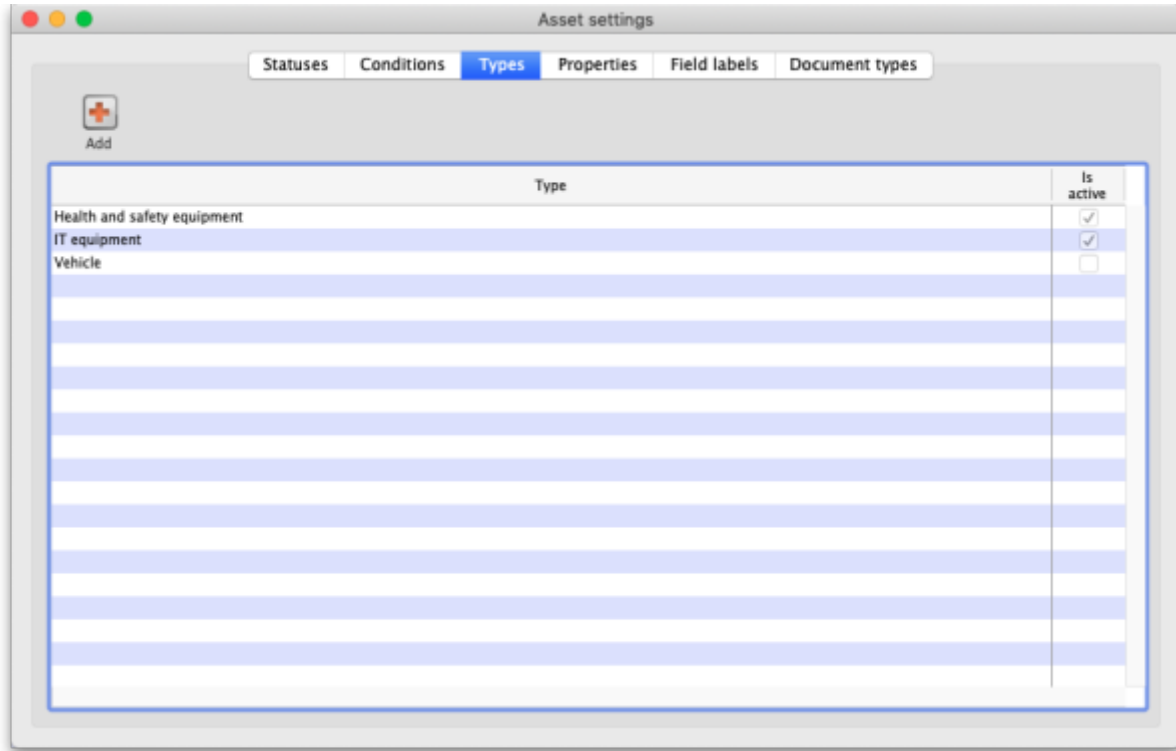 Asset settings
Statuses Conditions Types Properties Field labels Document types
Add
Type Is active
Health and safety equipment
IT equipment
Vehicle